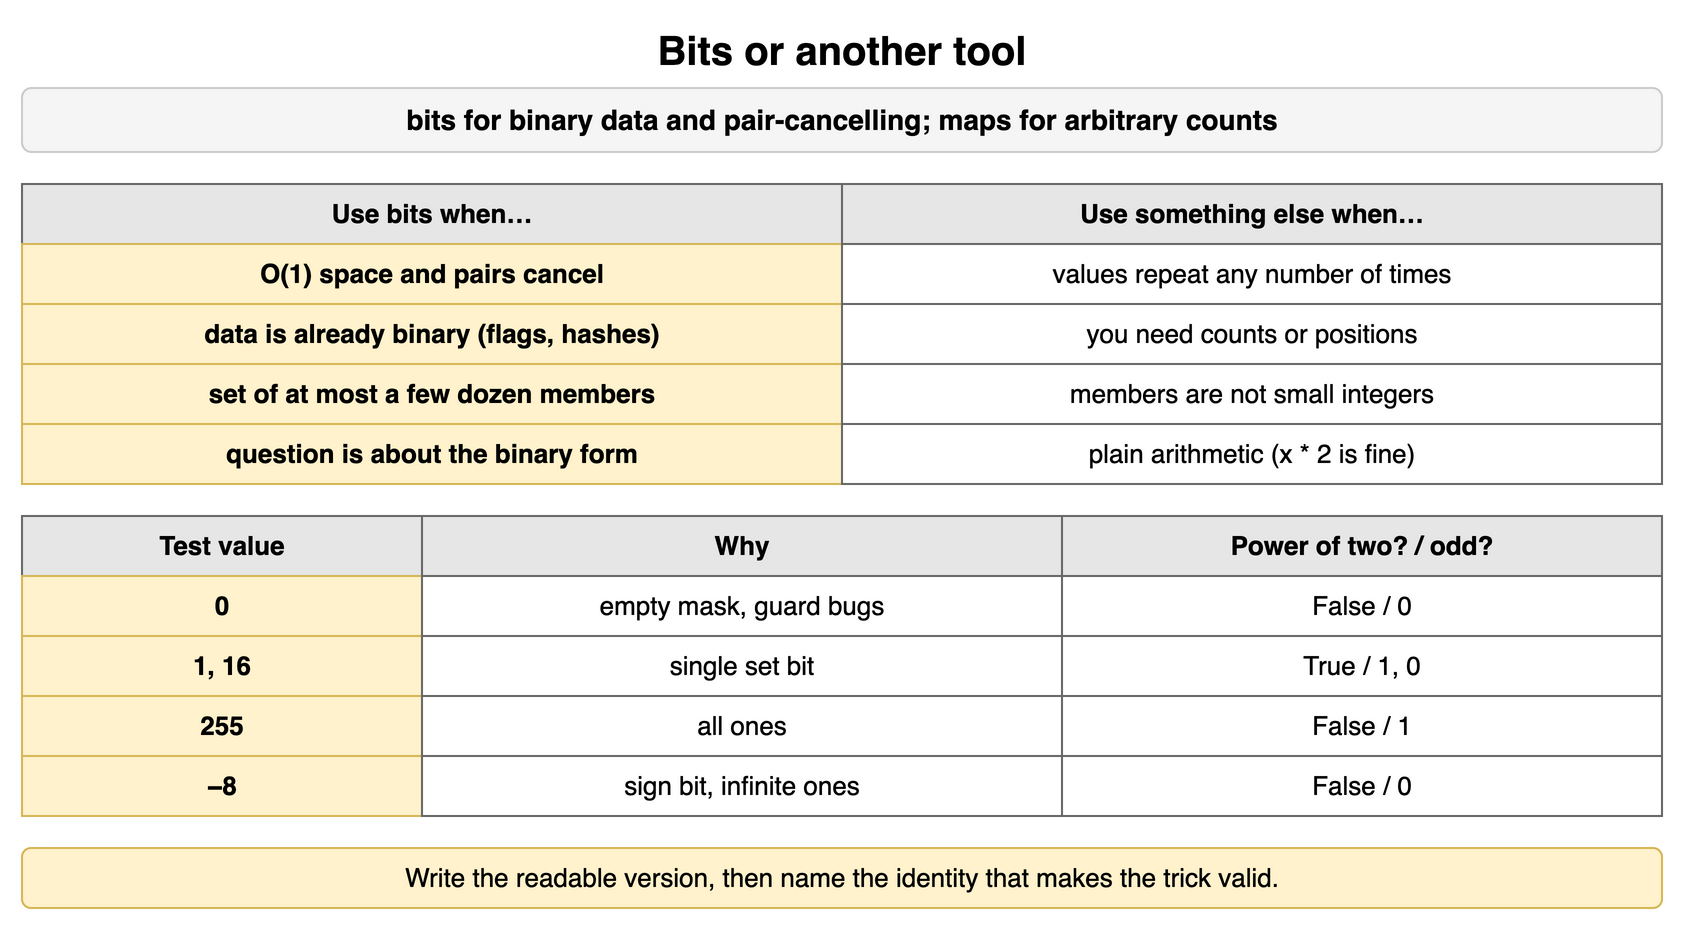 Bits or another tool
bits for binary data and pair-cancelling; maps for arbitrary counts
Use bits when… Use something else when…
O(1) space and pairs cancel values repeat any number of times
data is already binary (flags, hashes) you need counts or positions
set of at most a few dozen members members are not small integers
question is about the binary form plain arithmetic (x * 2 is fine)
Test value Why Power of two? / odd?
0 empty mask, guard bugs False / 0
1, 16 single set bit True / 1, 0
255 all ones False / 1
–8 sign bit, infinite ones False / 0
Write the readable version, then name the identity that makes the trick valid.